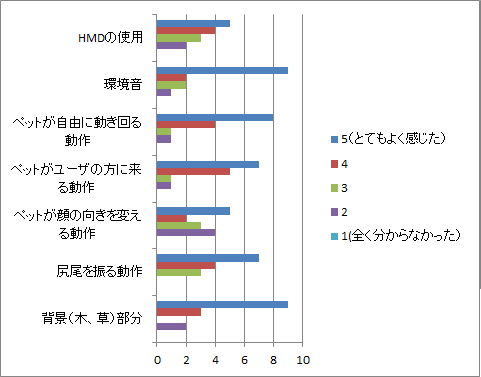 HMDの使用
環境音
ペットが自由に動き回る
動作
ペットがユーザの方に来
る動作
ペットが顔の向きを変え
る動作
尻尾を振る動作
背景(木、草)部分
0 2 4 6 8 10
5(とてもよく感じた)
4
3
2
1(全く分からなかった)